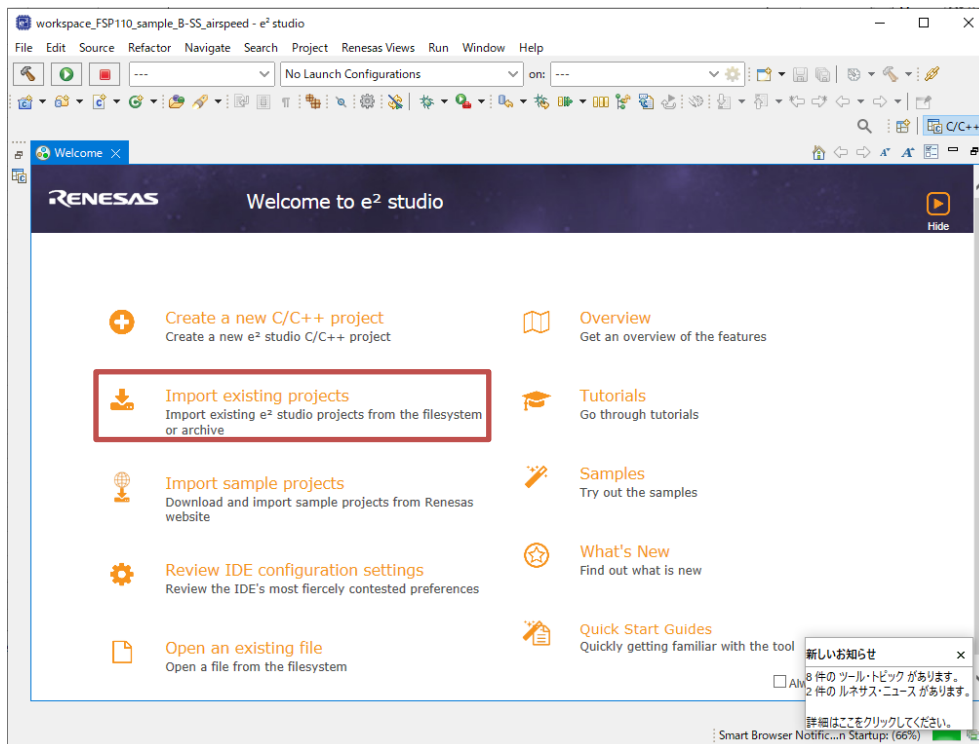 workspace_FSP110_sample_B-SS_airspeed - e² studio
File Edit Source Refactor Navigate Search Project Renesas Views Run Window Help
--- No Launch Configurations on: ---
C/C++
Welcome
RENESAS Welcome to e² studio
Hide
Create a new C/C++ project
Create a new e² studio C/C++ project
Overview
Get an overview of the features
Import existing projects
Import existing e² studio projects from the filesystem
or archive
Tutorials
Go through tutorials
Import sample projects
Download and import sample projects from Renesas
website
Samples
Try out the samples
What's New
Find out what is new
Review IDE configuration settings
Review the IDE's most fiercely contested preferences
Quick Start Guides
Quickly getting familiar with the tool
Open an existing file
Open a file from the filesystem
新しいお知らせ
8 件の ツール・トピック があります。
2 件の ルネサス・ニュース があります。
詳細はここをクリックしてください。
Smart Browser Notific...n Startup: (66%)